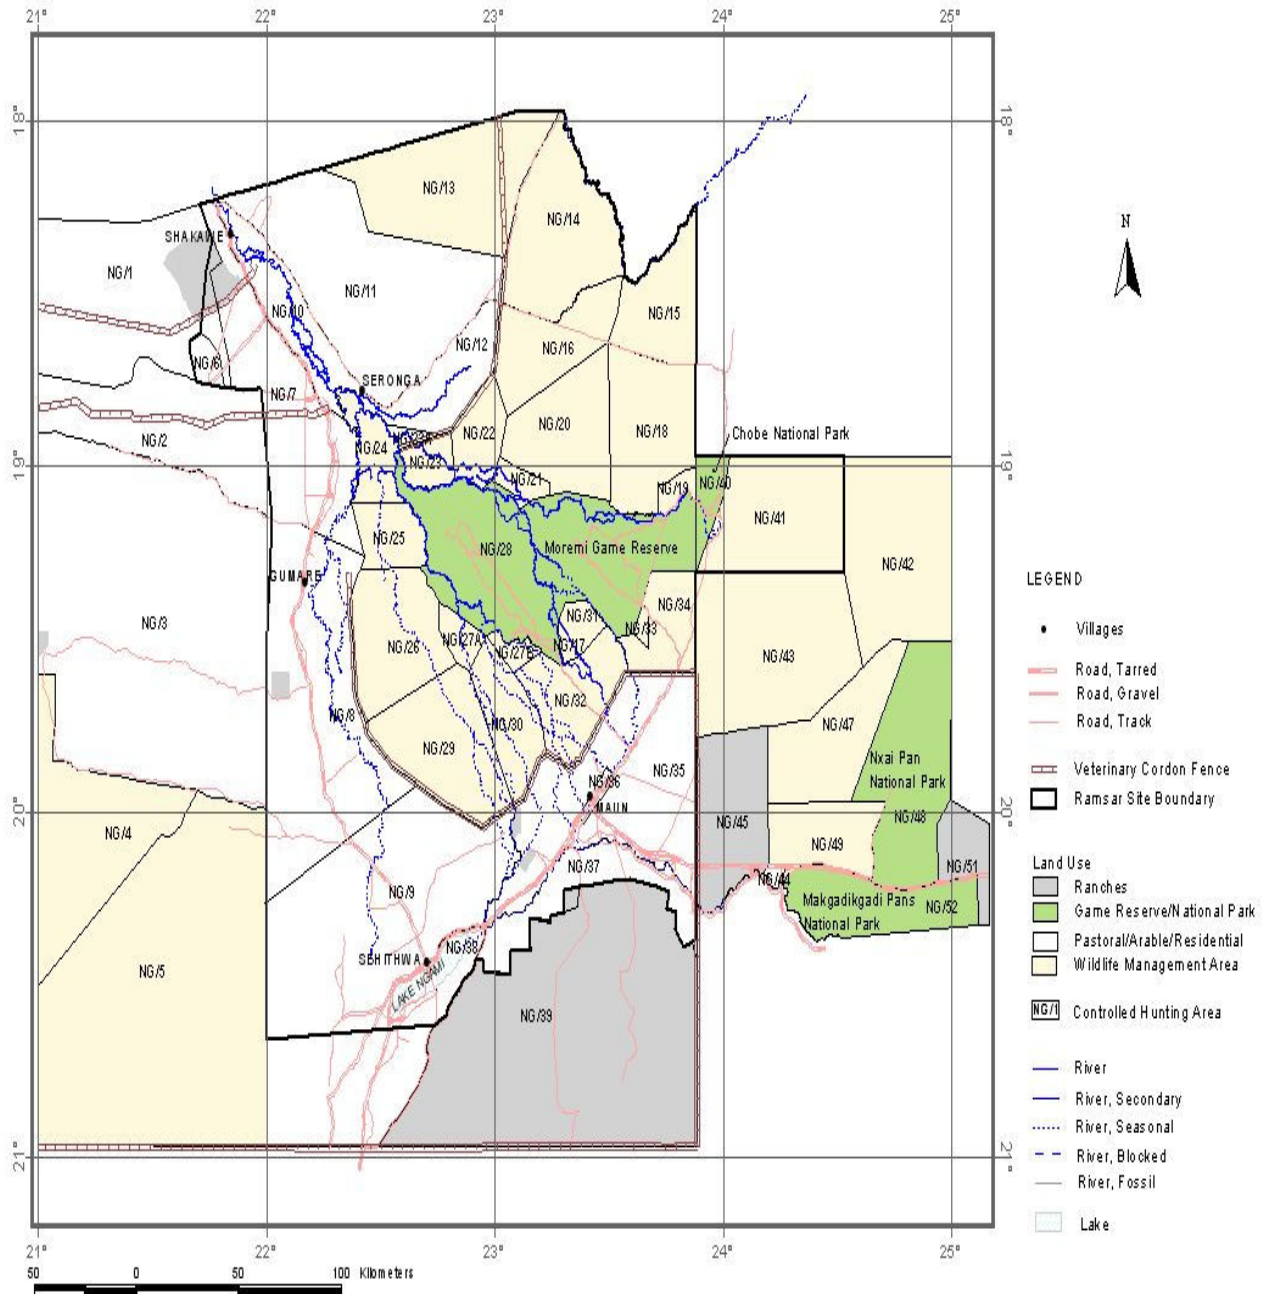 21°
22°
23°
24°
25°
18°
18°
NG/13
NG/14
SHAKAWE
NG/1
NG/11
NG/10
NG/15
NG/12
NG/16
NG/6
SERONGA
NG/7
NG/2
NG/24
NG/22
NG/20
NG/18
Chobe National Park
NG/23
19°
19°
NG/21
NG/19
NG/40
NG/41
NG/25
NG/28
Moremi Game Reserve
NG/42
GUMARE
NG/3
NG/34
NG/31
NG/33
NG/26
NG/27A
NG/27B
NG/17
NG/43
NG/8
NG/30
NG/32
NG/29
NG/47
NG/35
Nxai Pan
National Park
NG/36
MAUN
20°
20°
NG/4
NG/45
NG/48
NG/49
NG/37
NG/51
NG/44
NG/9
Makgadikgadi Pans
National Park
NG/52
NG/38
SEHITHWA
LAKE NGAMI
NG/5
NG/39
21°
21°
21°
22°
23°
24°
25°
50 0 50 100 Kilometers
N
LEGEND
Villages
Road, Tarred
Road, Gravel
Road, Track
Veterinary Cordon Fence
Ramsar Site Boundary
Land Use
Ranches
Game Reserve/National Park
Pastoral/Arable/Residential
Wildlife Management Area
NG/1 Controlled Hunting Area
River
River, Secondary
River, Seasonal
River, Blocked
River, Fossil
Lake